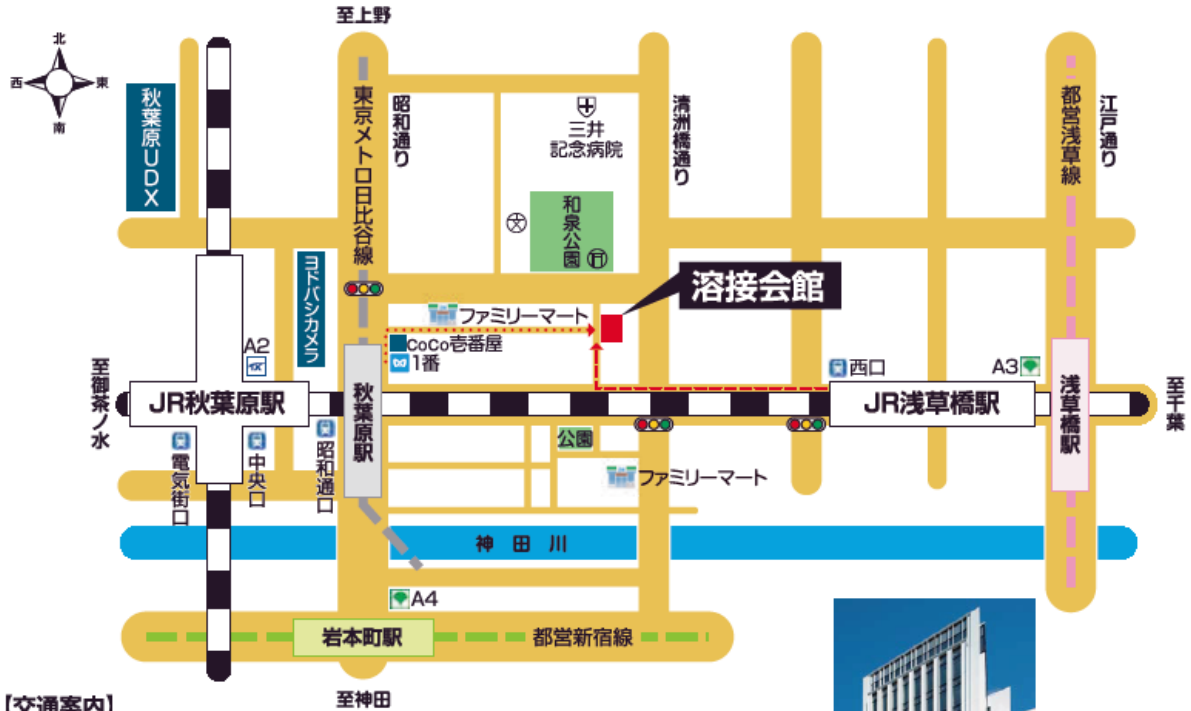 至上野
北
西
東
南
秋葉原UDX
東京メトロ日比谷線
昭和通り
三井
記念病院
清洲橋通り
都営浅草線
江戸通り
文
和泉公園
ヨドバシカメラ
溶接会館
ファミリーマート
CoCo壱番屋
1番
A2
至御茶ノ水
JR秋葉原駅
秋葉原駅
西口
A3
JR浅草橋駅
浅草橋駅
至千葉
電気街口
中央口
昭和通口
公園
ファミリーマート
神田川
A4
岩本町駅
都営新宿線
至神田
【交通案内】